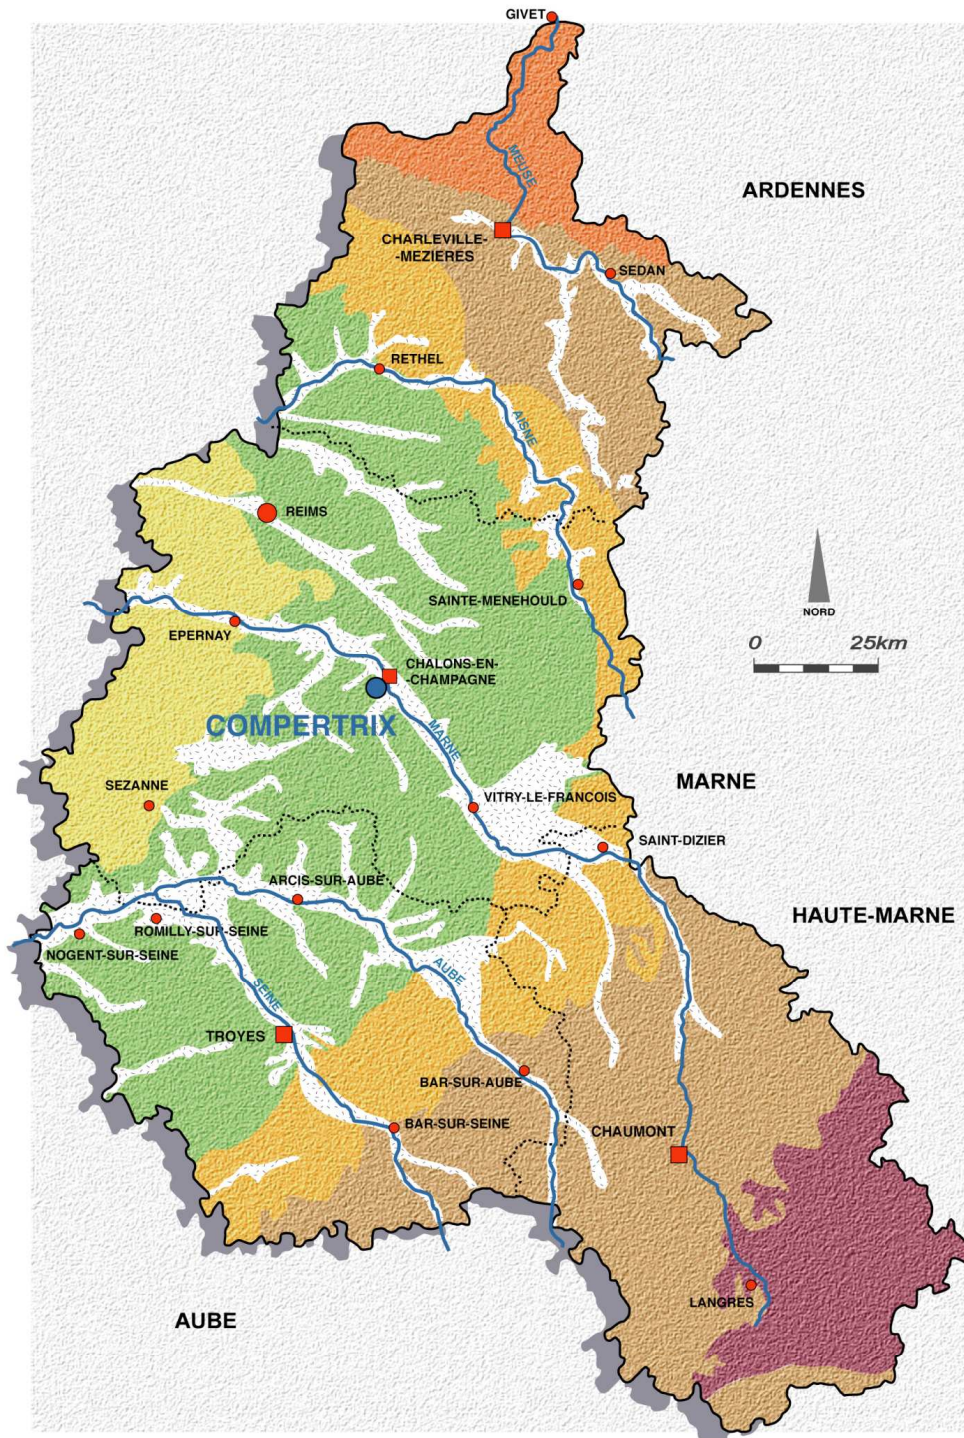 GIVET
MEUSE
ARDENNES
CHARLEVILLE-
-MEZIERES
SEDAN
RETHEL
AISNE
REIMS
SAINTE-MENEHOULD
NORD
EPERNAY
0 25km
CHALONS-EN-
-CHAMPAGNE
COMPERTRIX
MARNE
MARNE
SEZANNE
VITRY-LE-FRANCOIS
SAINT-DIZIER
ARCIS-SUR-AUBE
HAUTE-MARNE
ROMILLY-SUR-SEINE
NOGENT-SUR-SEINE
AUBE
SEINE
TROYES
BAR-SUR-AUBE
BAR-SUR-SEINE
CHAUMONT
LANGRES
AUBE